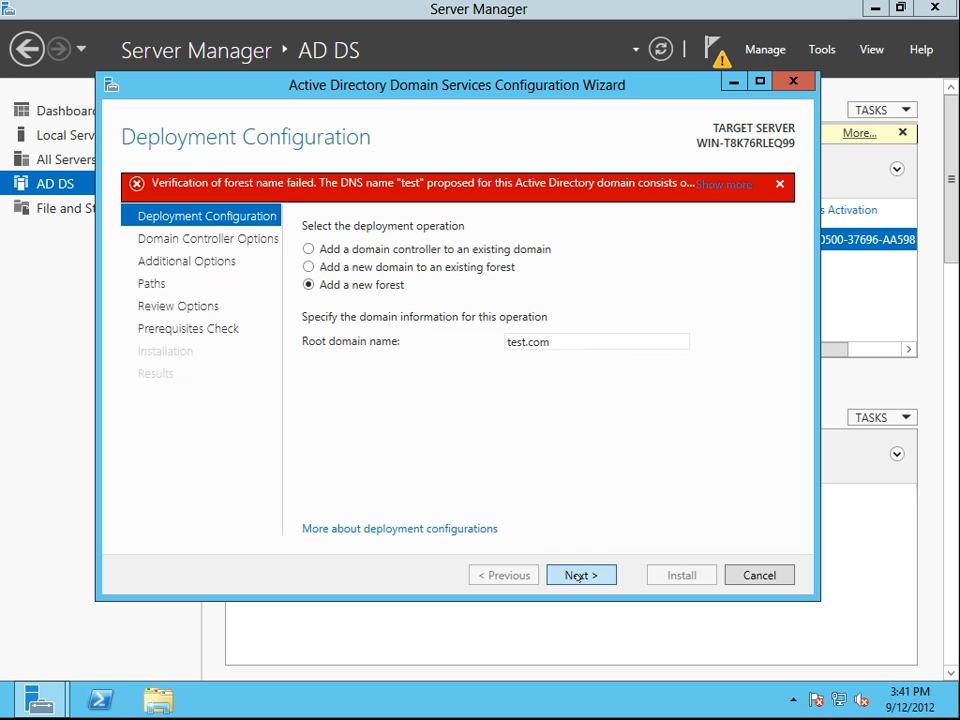 Server Manager
Server Manager ‣ AD DS
Manage Tools View Help
Active Directory Domain Services Configuration Wizard
Deployment Configuration
TARGET SERVER
WIN-T8K76RLEQ99
Verification of forest name failed. The DNS name "test" proposed for this Active Directory domain consists o... Show more
Deployment Configuration
Domain Controller Options
Additional Options
Paths
Review Options
Prerequisites Check
Installation
Results
Select the deployment operation
Add a domain controller to an existing domain
Add a new domain to an existing forest
Add a new forest
Specify the domain information for this operation
Root domain name: test.com
More about deployment configurations
< Previous Next > Install Cancel
Dashboar
Local Serv
All Servers
AD DS
File and St
TASKS
More...
s Activation
0500-37696-AA598
TASKS
3:41 PM
9/12/2012